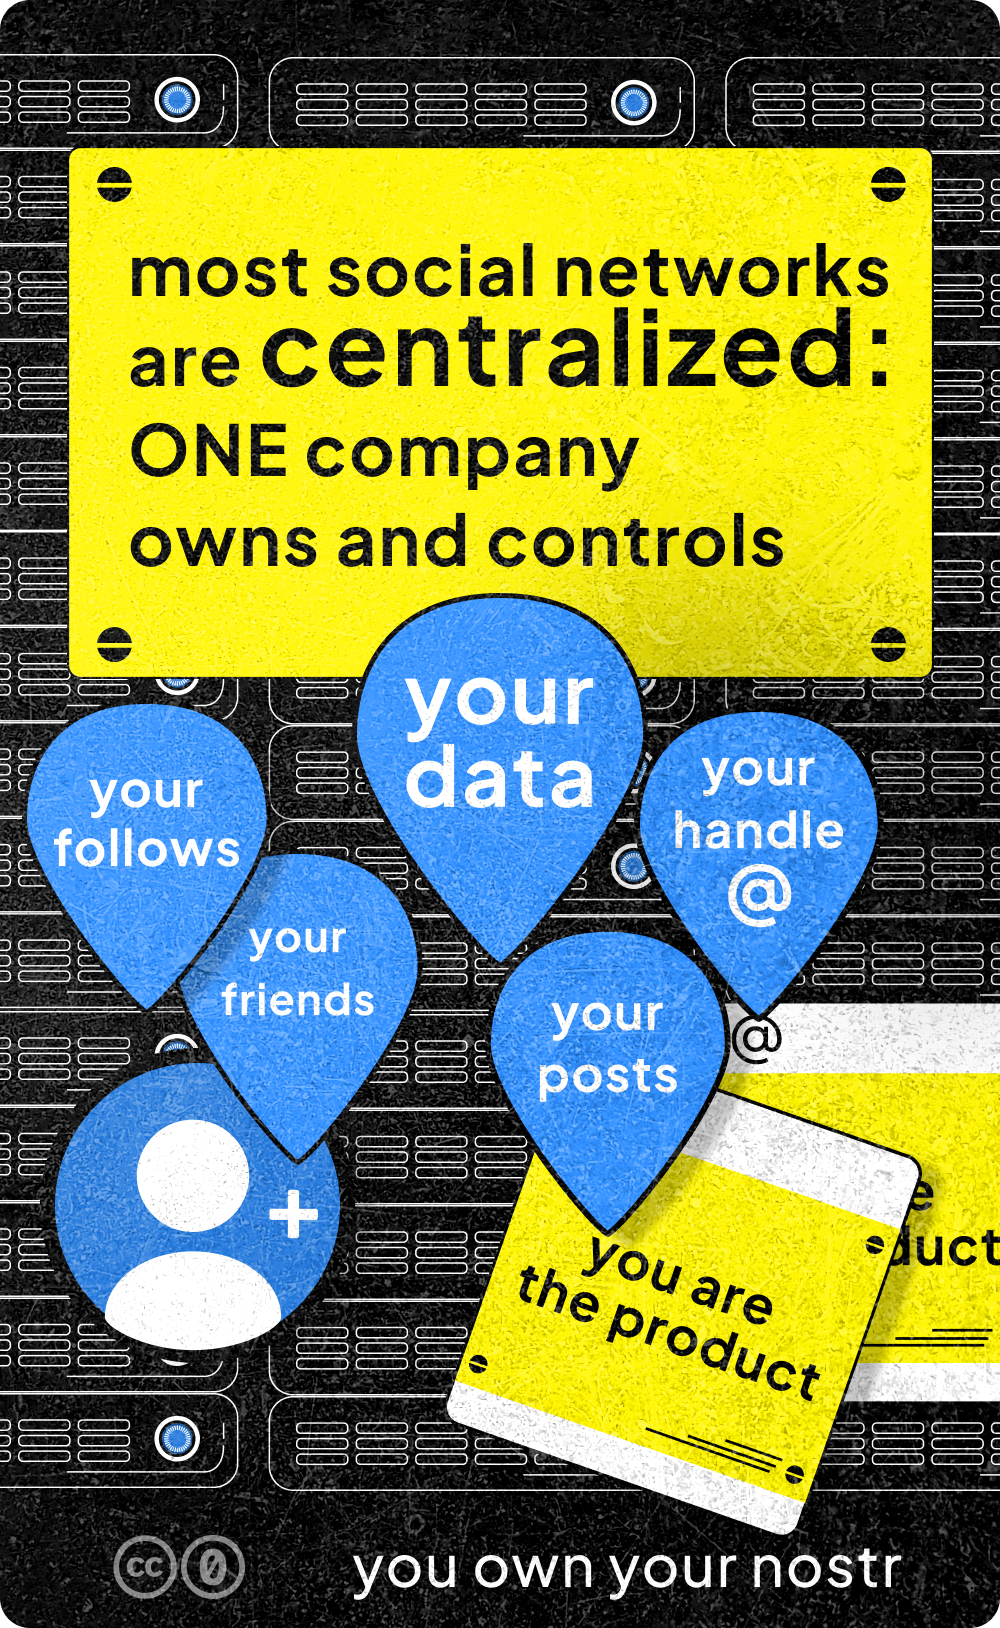 most social networks
are centralized:
ONE company
owns and controls
your
data
your
follows
your
handle
@
your
friends
your
posts
@
+
you are
the product
e
duct
cc 0
you own your nostr